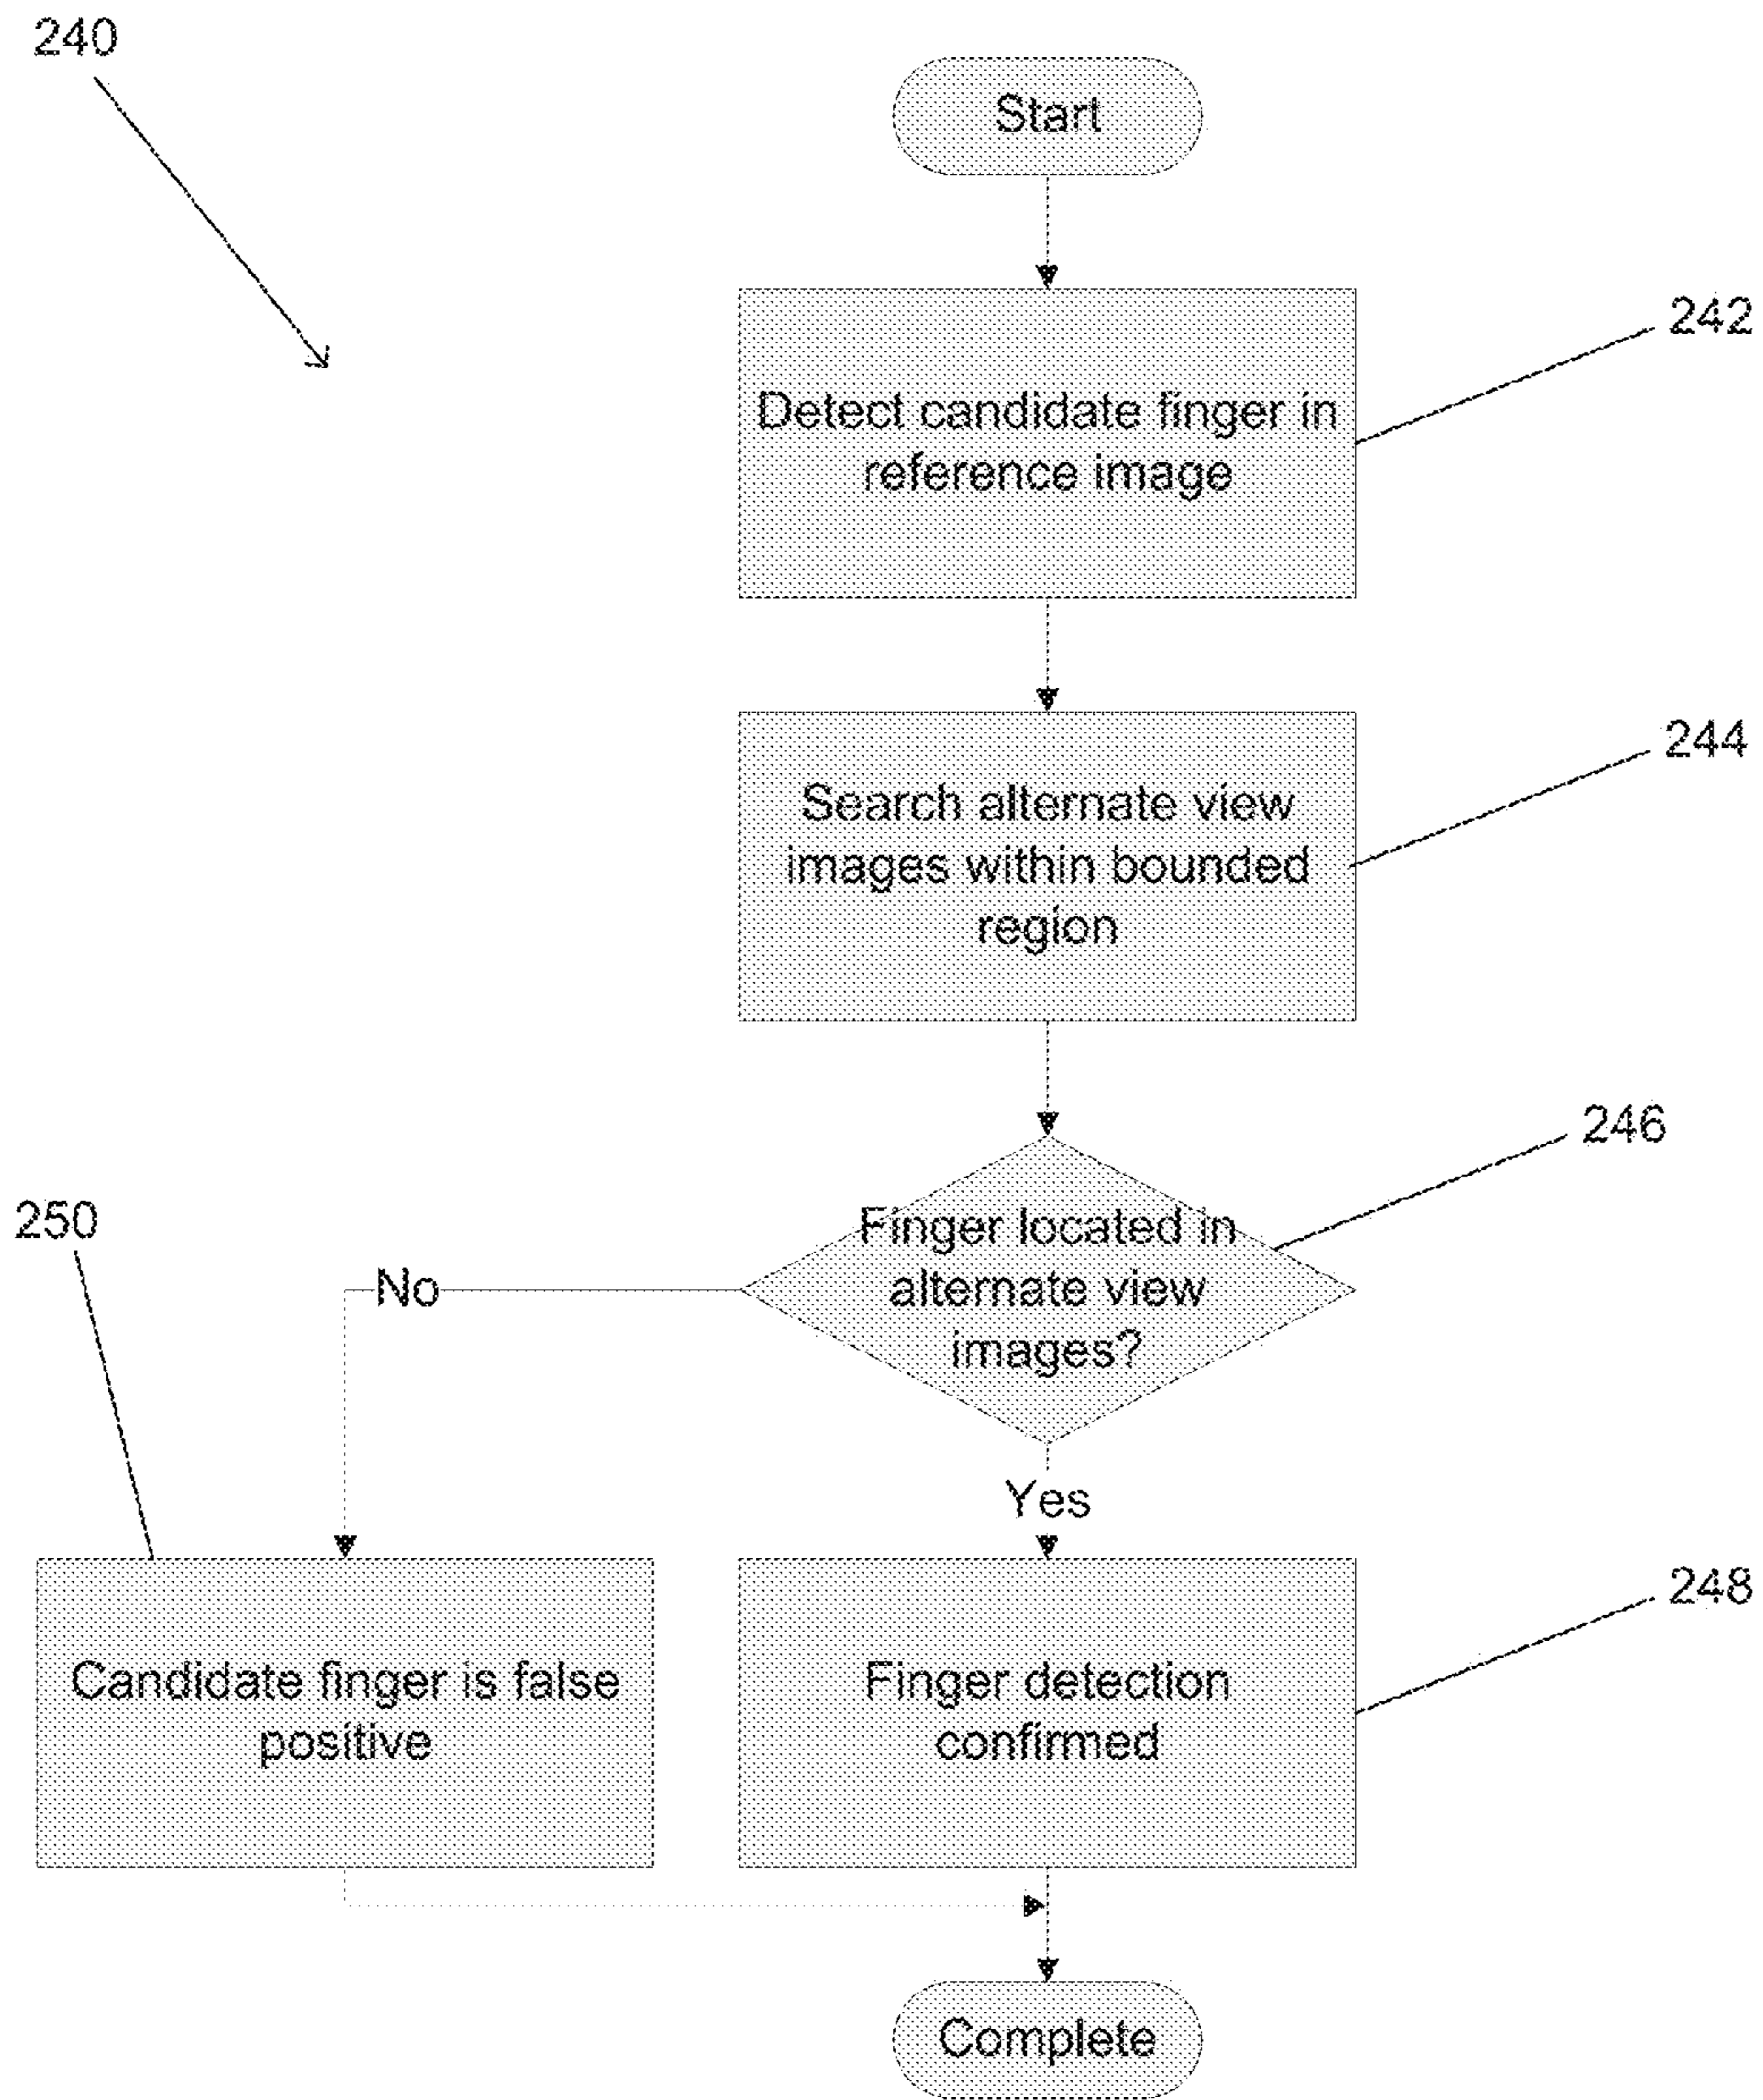 240
Start
242
Detect candidate finger in
reference image
244
Search alternate view
images within bounded
region
246
Finger located in
alternate view
images?
250
No
Yes
248
Candidate finger is false
positive
Finger detection
confirmed
Complete